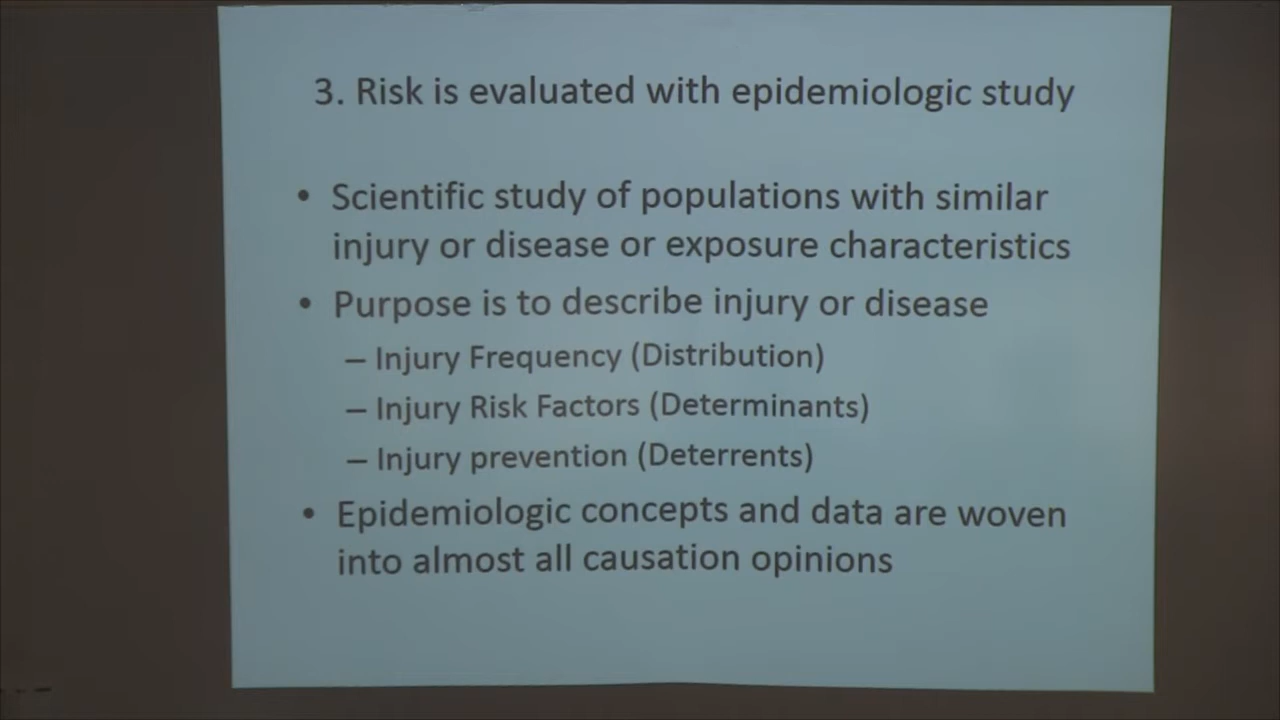 3. Risk is evaluated with epidemiologic study
• Scientific study of populations with similar
injury or disease or exposure characteristics
• Purpose is to describe injury or disease
– Injury Frequency (Distribution)
– Injury Risk Factors (Determinants)
– Injury prevention (Deterrents)
• Epidemiologic concepts and data are woven
into almost all causation opinions